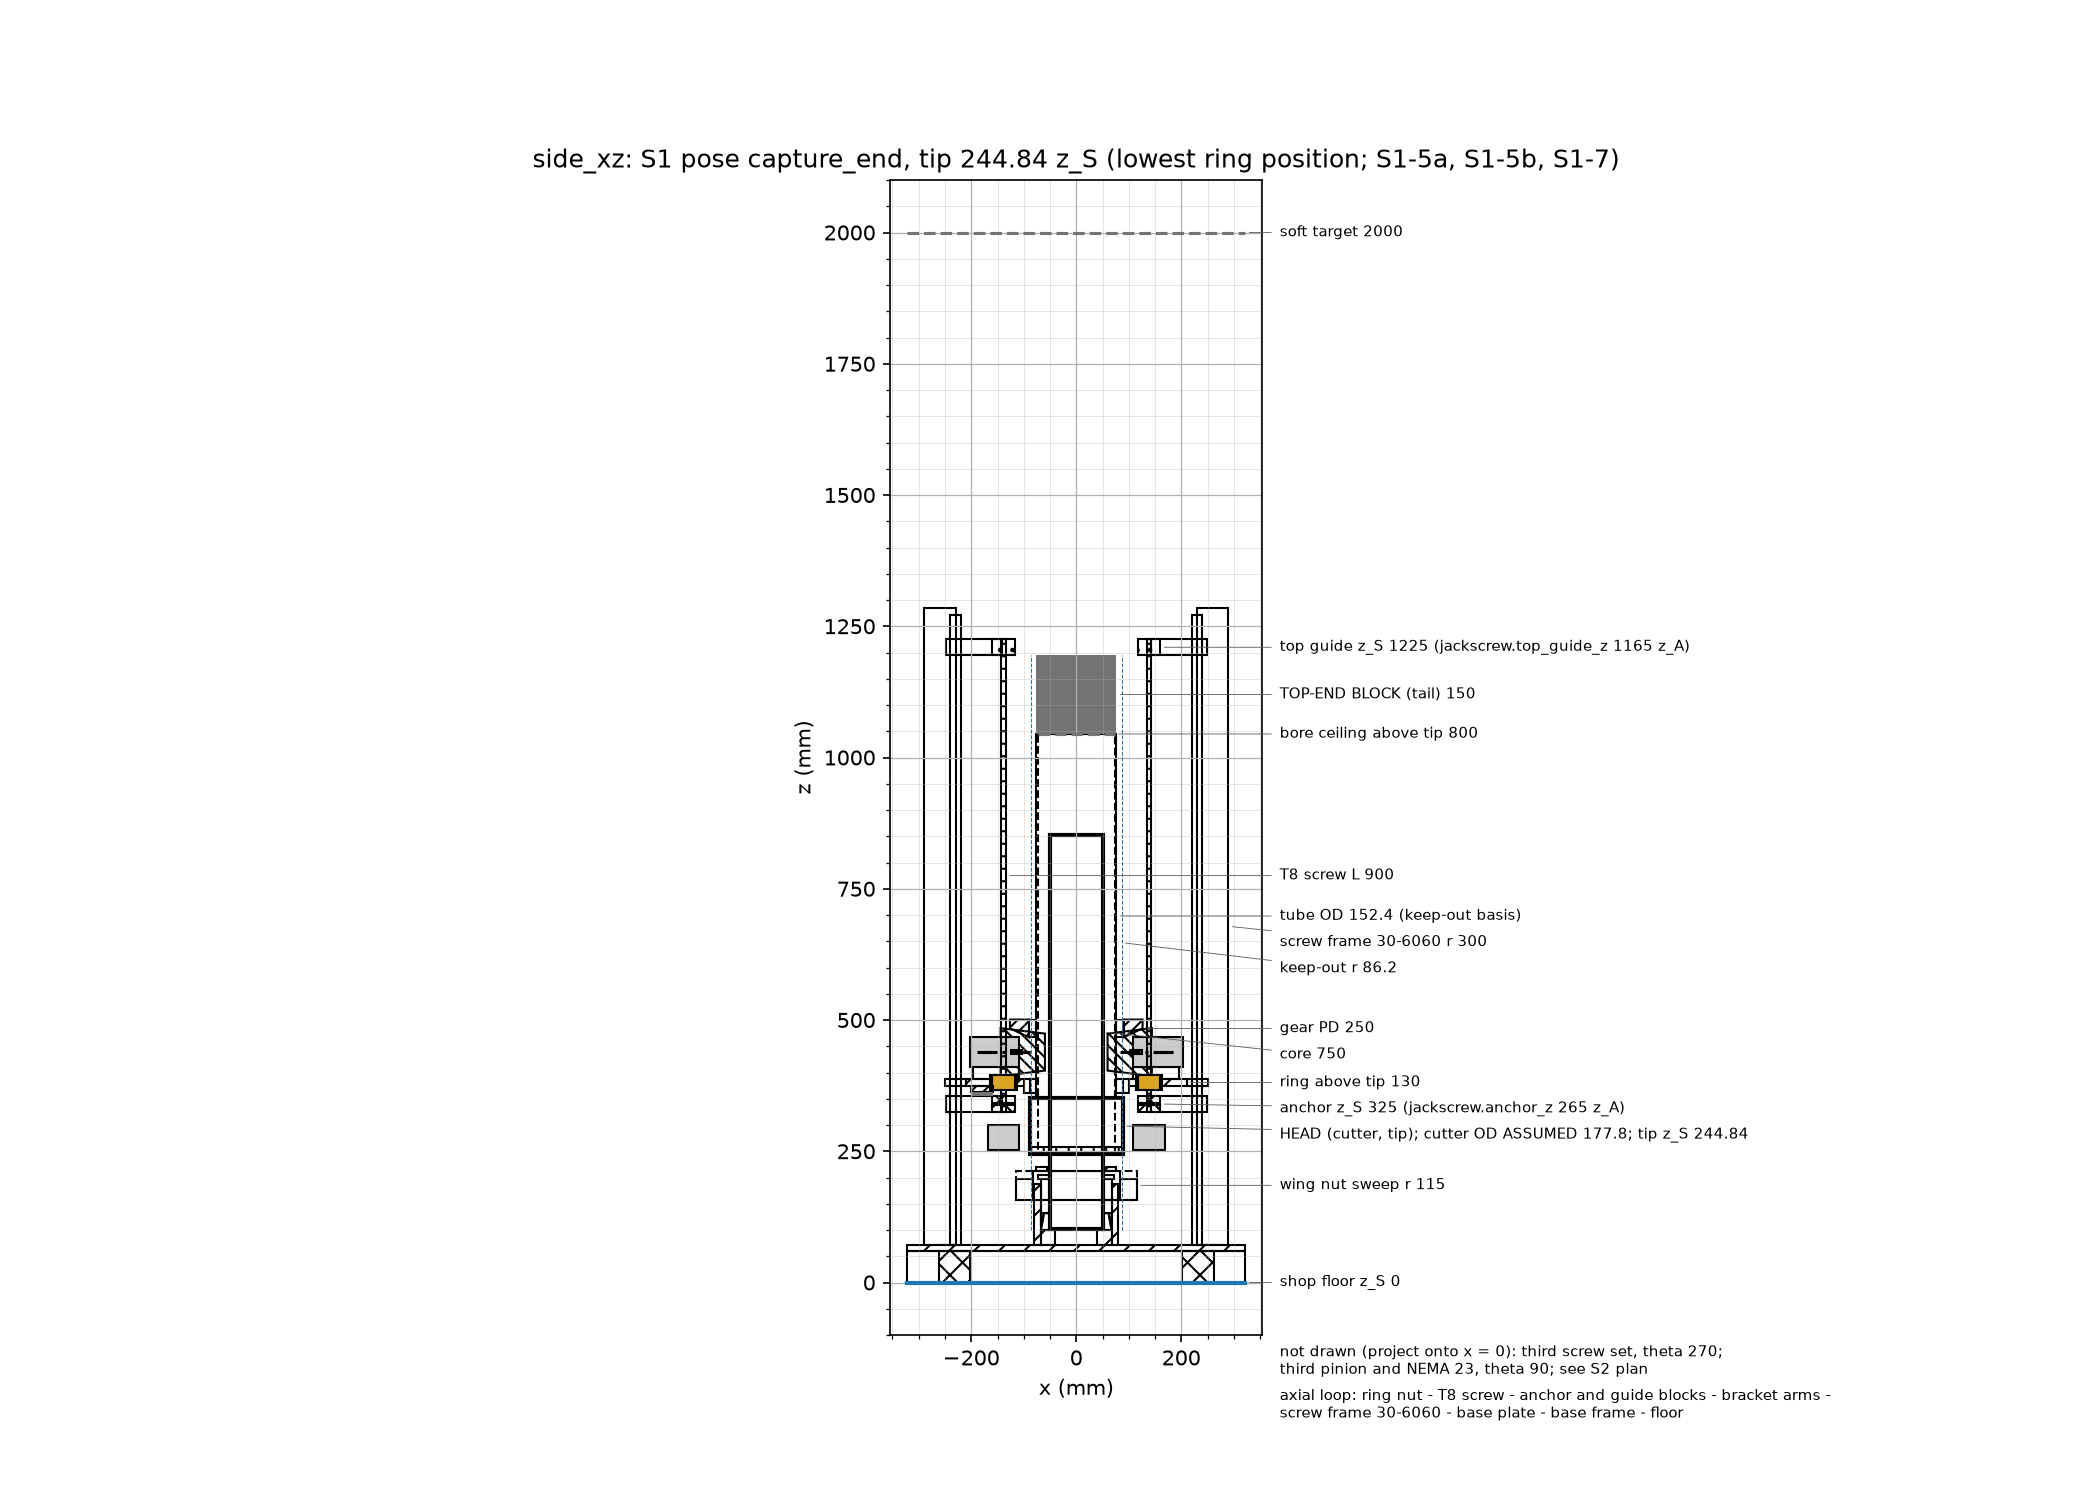 side_xz: S1 pose capture_end, tip 244.84 z_S (lowest ring position; S1-5a, S1-5b, S1-7)
2000
1750
1500
1250
1000
750
500
250
0
z (mm)
−200
0
200
x (mm)
soft target 2000
top guide z_S 1225 (jackscrew.top_guide_z 1165 z_A)
TOP-END BLOCK (tail) 150
bore ceiling above tip 800
T8 screw L 900
tube OD 152.4 (keep-out basis)
screw frame 30-6060 r 300
keep-out r 86.2
gear PD 250
core 750
ring above tip 130
anchor z_S 325 (jackscrew.anchor_z 265 z_A)
HEAD (cutter, tip); cutter OD ASSUMED 177.8; tip z_S 244.84
wing nut sweep r 115
shop floor z_S 0
not drawn (project onto x = 0): third screw set, theta 270;
third pinion and NEMA 23, theta 90; see S2 plan
axial loop: ring nut - T8 screw - anchor and guide blocks - bracket arms -
screw frame 30-6060 - base plate - base frame - floor